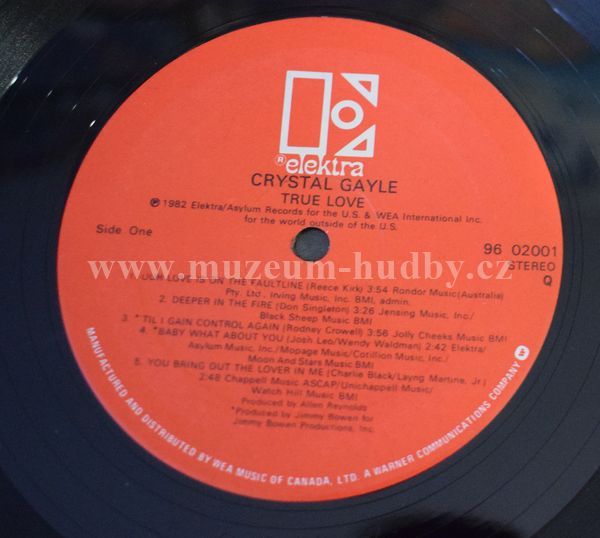 ® elektra
CRYSTAL GAYLE
TRUE LOVE
℗ 1982 Elektra/Asylum Records for the U.S. & WEA International Inc.
for the world outside of the U.S.
Side One
96 02001
STEREO
Q
www.muzeum-hudby.cz
OUR LOVE IS ON THE FAULTLINE (Reece Kirk) 3:54 Rondor Music(Australia)
Pty. Ltd., Irving Music, Inc. BMI, admin.
2. DEEPER IN THE FIRE (Don Singleton) 3:26 Jensing Music, Inc./
Black Sheep Music BMI
3. *'TIL I GAIN CONTROL AGAIN (Rodney Crowell) 3:56 Jolly Cheeks Music BMI
4. *BABY WHAT ABOUT YOU (Josh Leo/Wendy Waldman) 2:42 Elektra/
Asylum Music, Inc./Mopage Music/Cotillion Music, Inc./
Moon And Stars Music BMI
5. YOU BRING OUT THE LOVER IN ME (Charlie Black/Layng Martine, Jr.)
2:48 Chappell Music ASCAP/Unichappell Music/
Watch Hill Music BMI
Produced by Allen Reynolds
*Produced by Jimmy Bowen for
Jimmy Bowen Productions, Inc.
MANUFACTURED AND DISTRIBUTED BY WEA MUSIC OF CANADA, LTD. A WARNER COMMUNICATIONS COMPANY